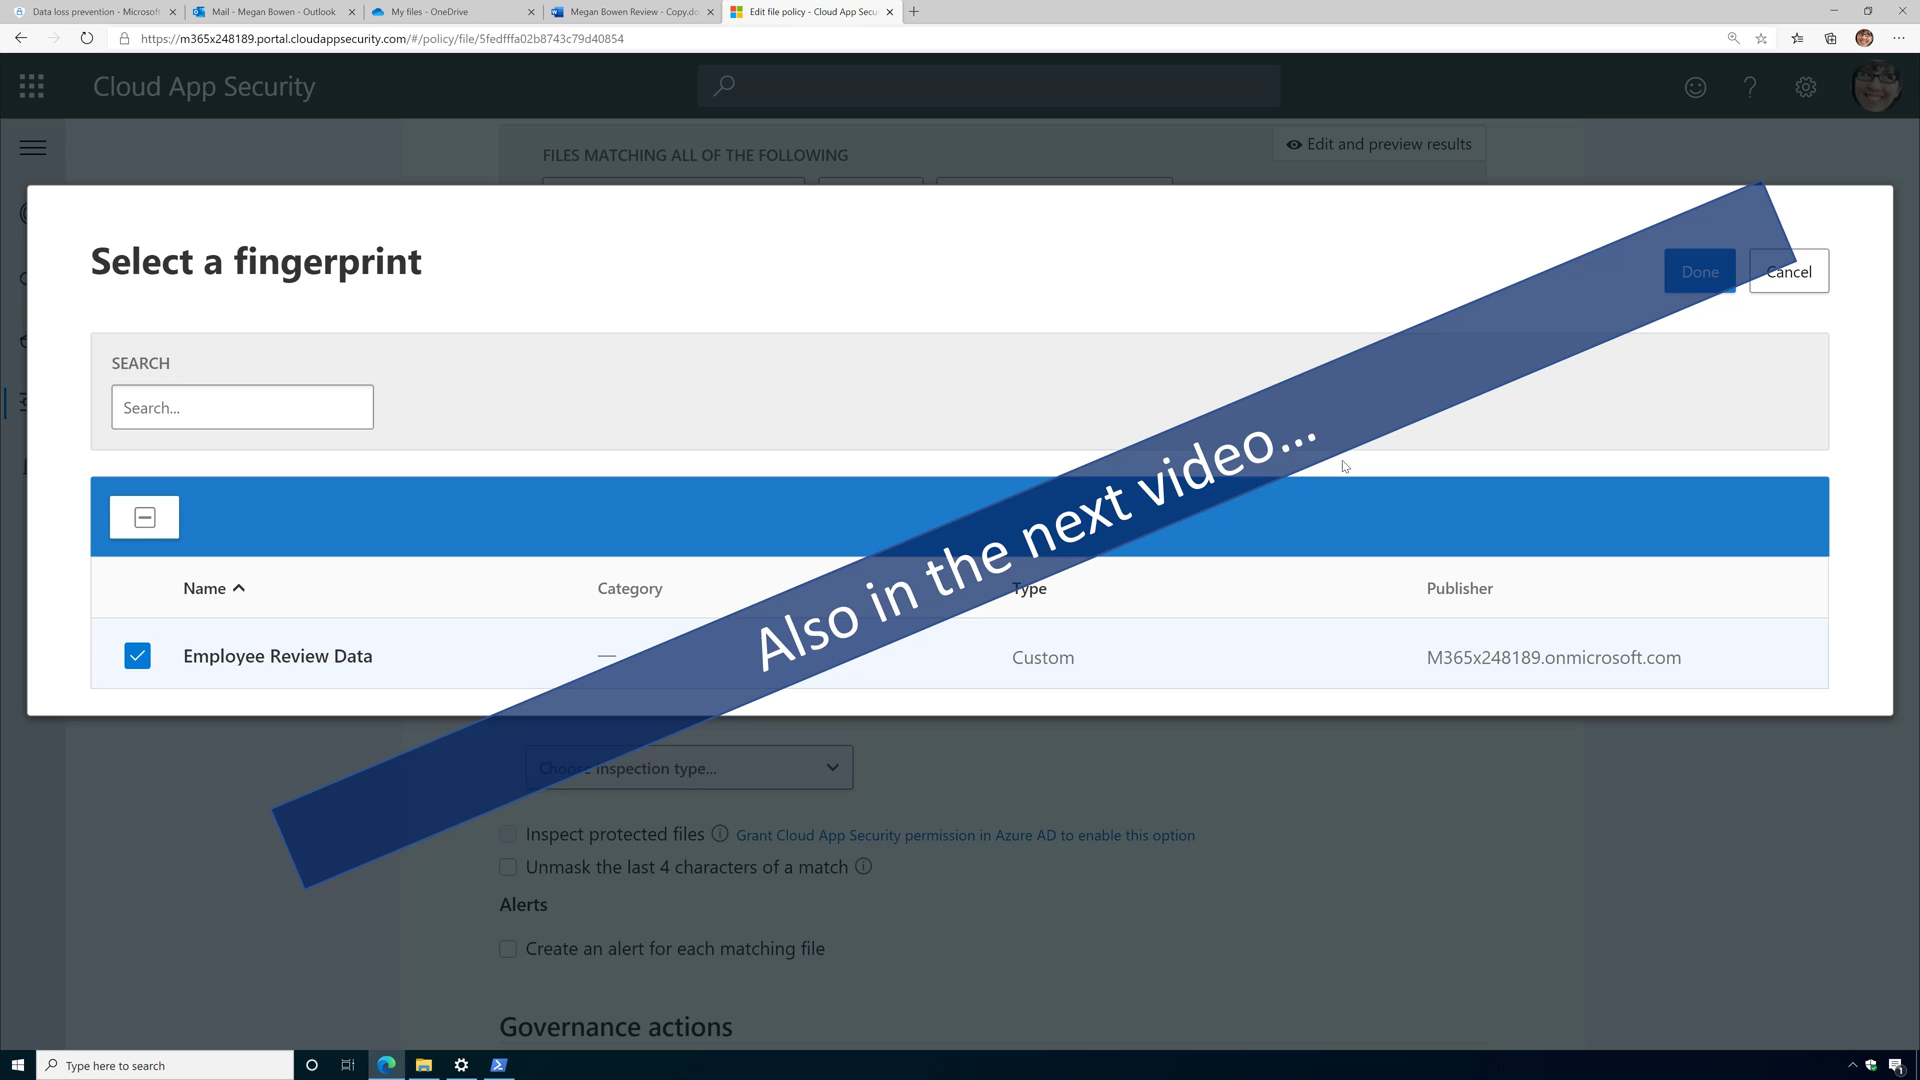 Data loss prevention - Microsoft
Mail - Megan Bowen - Outlook
My files - OneDrive
Megan Bowen Review - Copy.do
Edit file policy - Cloud App Secu
https://m365x248189.portal.cloudappsecurity.com/#/policy/file/5fedfffa02b8743c79d40854
Cloud App Security
FILES MATCHING ALL OF THE FOLLOWING
Edit and preview results
Select a fingerprint
Done
Cancel
SEARCH
Search...
Also in the next video...
Name
Category
Type
Publisher
Employee Review Data
—
Custom
M365x248189.onmicrosoft.com
Choose inspection type...
Inspect protected files
Grant Cloud App Security permission in Azure AD to enable this option
Unmask the last 4 characters of a match
Alerts
Create an alert for each matching file
Governance actions
Type here to search
1